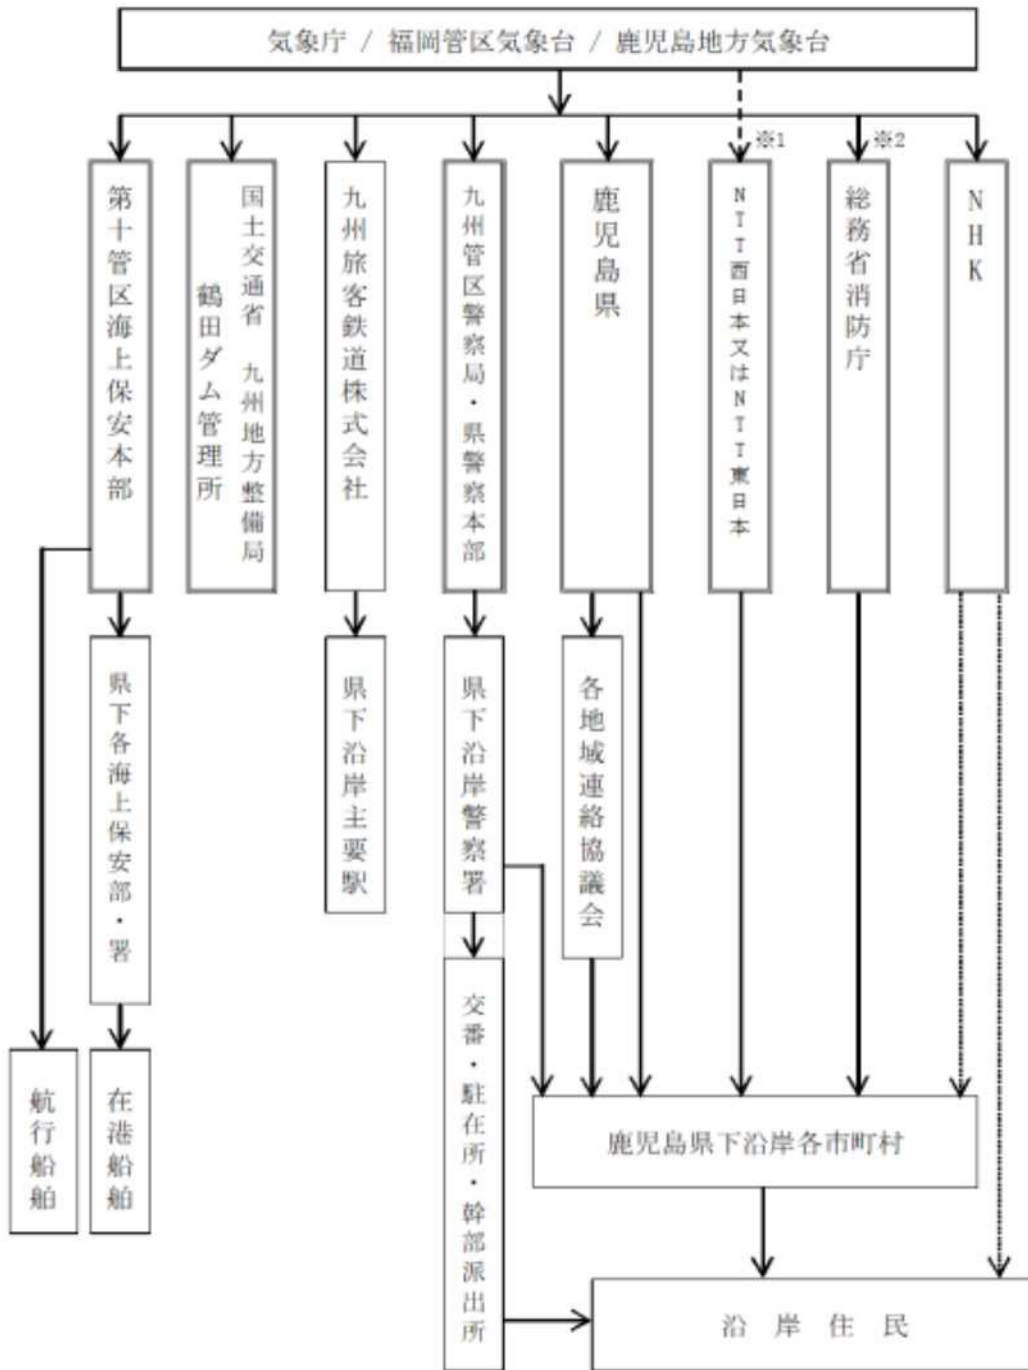 気象庁 / 福岡管区気象台 / 鹿児島地方気象台
※1
※2
第十管区海上保安本部
国土交通省 九州地方整備局
鶴田ダム管理所
九州旅客鉄道株式会社
九州管区警察局・県警察本部
鹿児島県
NTT西日本又はNTT東日本
総務省消防庁
NHK
県下各海上保安部・署
県下沿岸主要駅
県下沿岸警察署
各地域連絡協議会
航行船舶
在港船舶
交番・駐在所・幹部派出所
鹿児島県下沿岸各市町村
沿岸住民